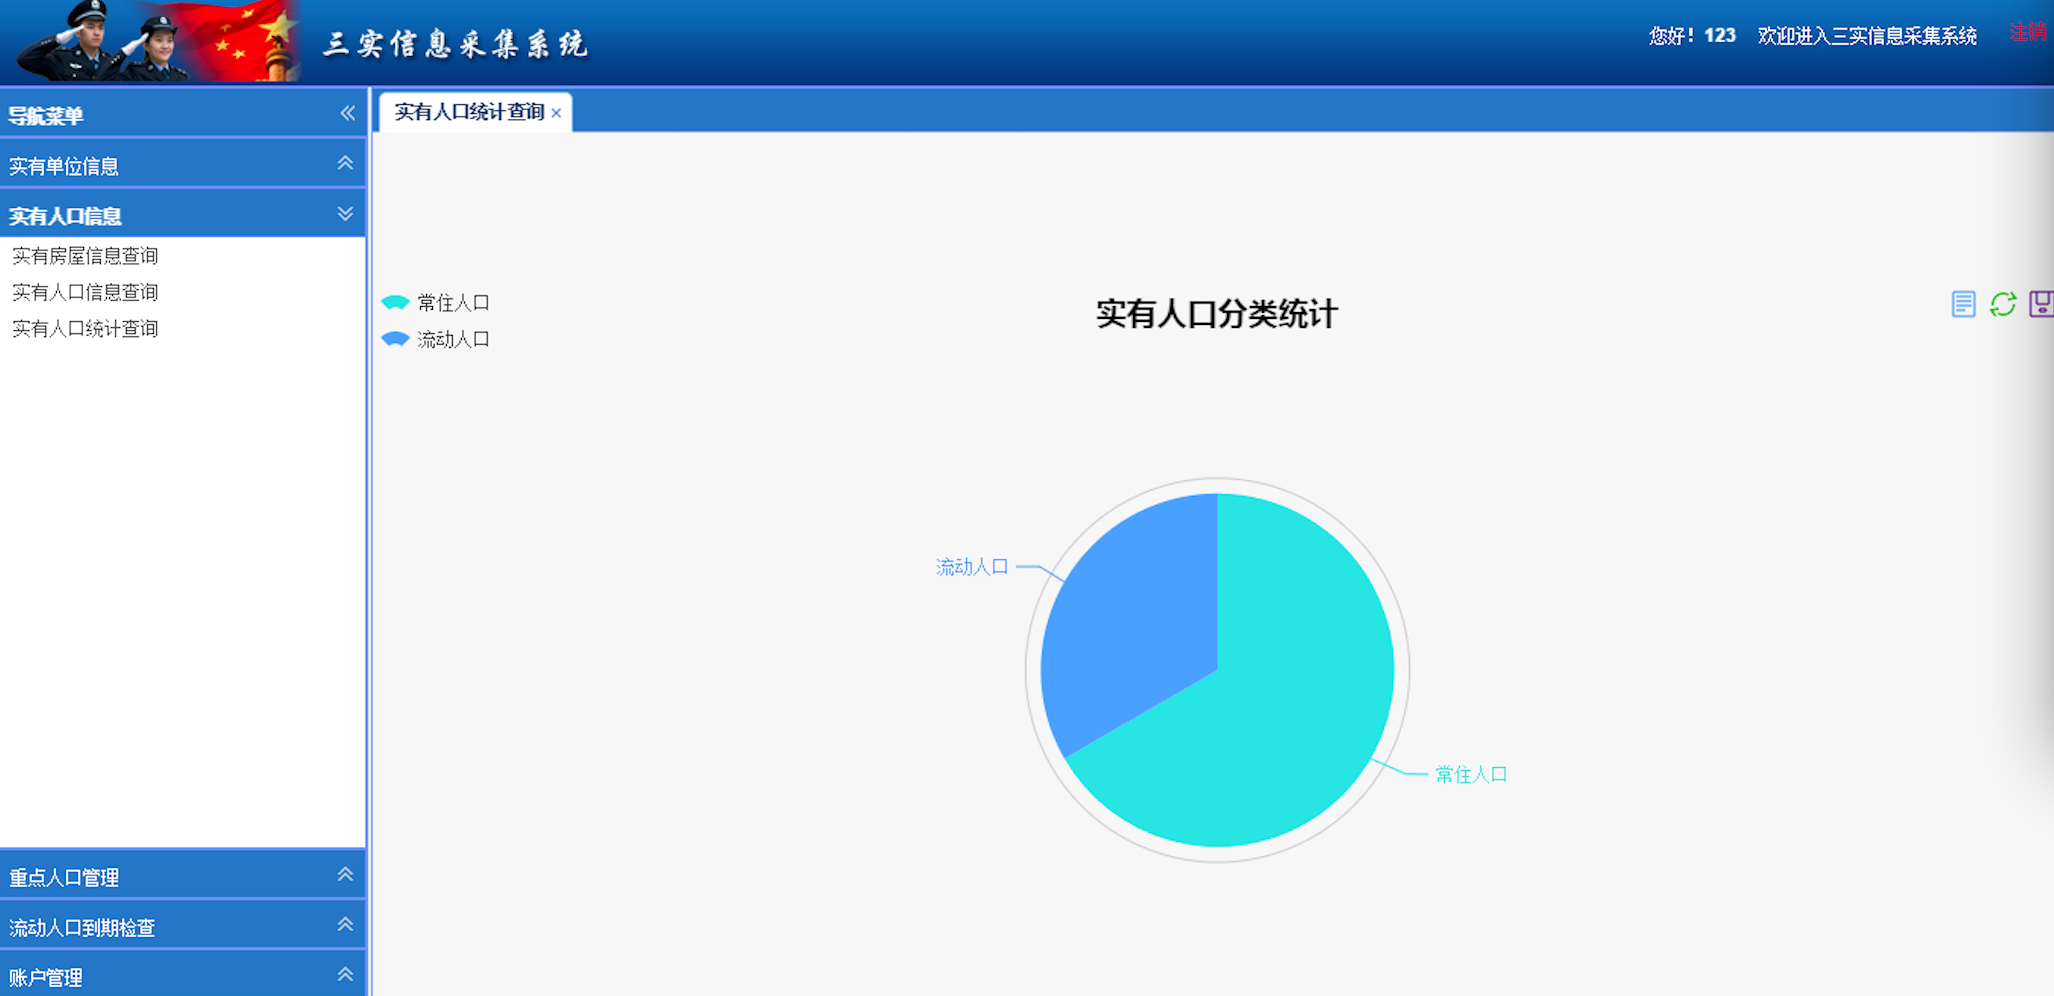 三实信息采集系统
您好！123 欢迎进入三实信息采集系统 注销
导航菜单
实有单位信息
实有人口信息
实有房屋信息查询
实有人口信息查询
实有人口统计查询
重点人口管理
流动人口到期检查
账户管理
实有人口统计查询
常住人口
流动人口
实有人口分类统计
流动人口
常住人口